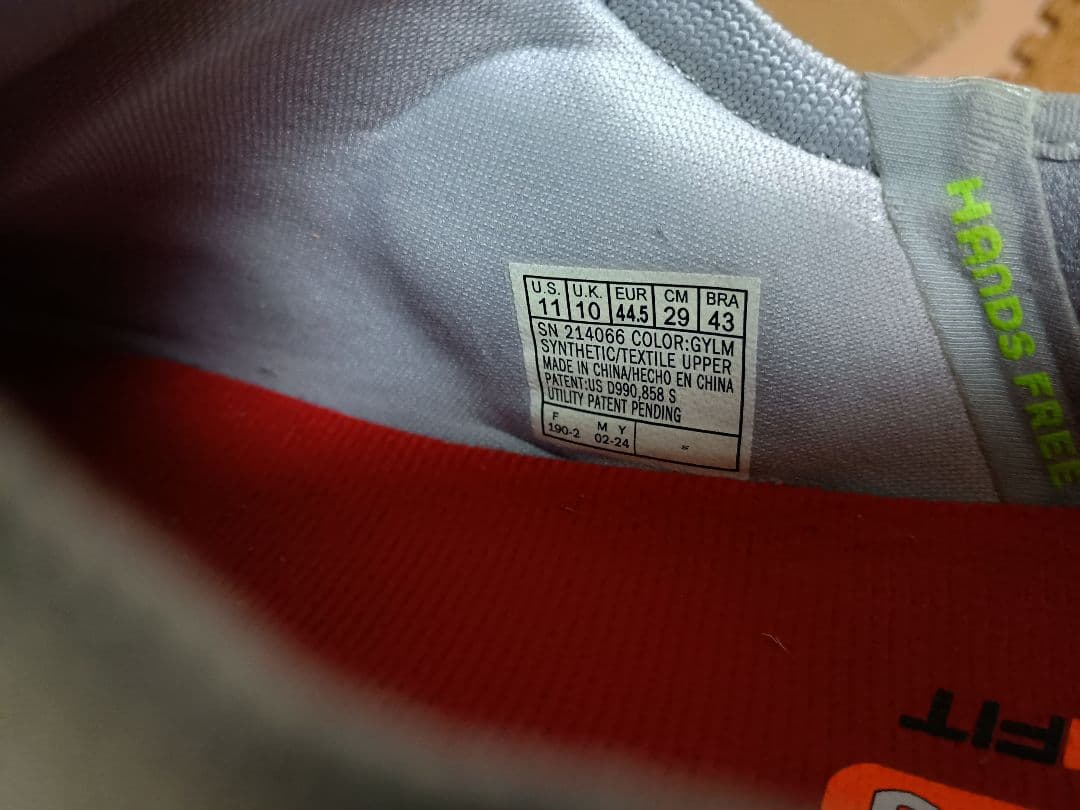 U.S. U.K. EUR CM BRA
11 10 44.5 29 43
SN 214066 COLOR:GYLM
SYNTHETIC/TEXTILE UPPER
MADE IN CHINA/HECHO EN CHINA
PATENT:US D990,858 S
UTILITY PATENT PENDING
F M Y
190-2 02-24
HANDS FREE
FIT